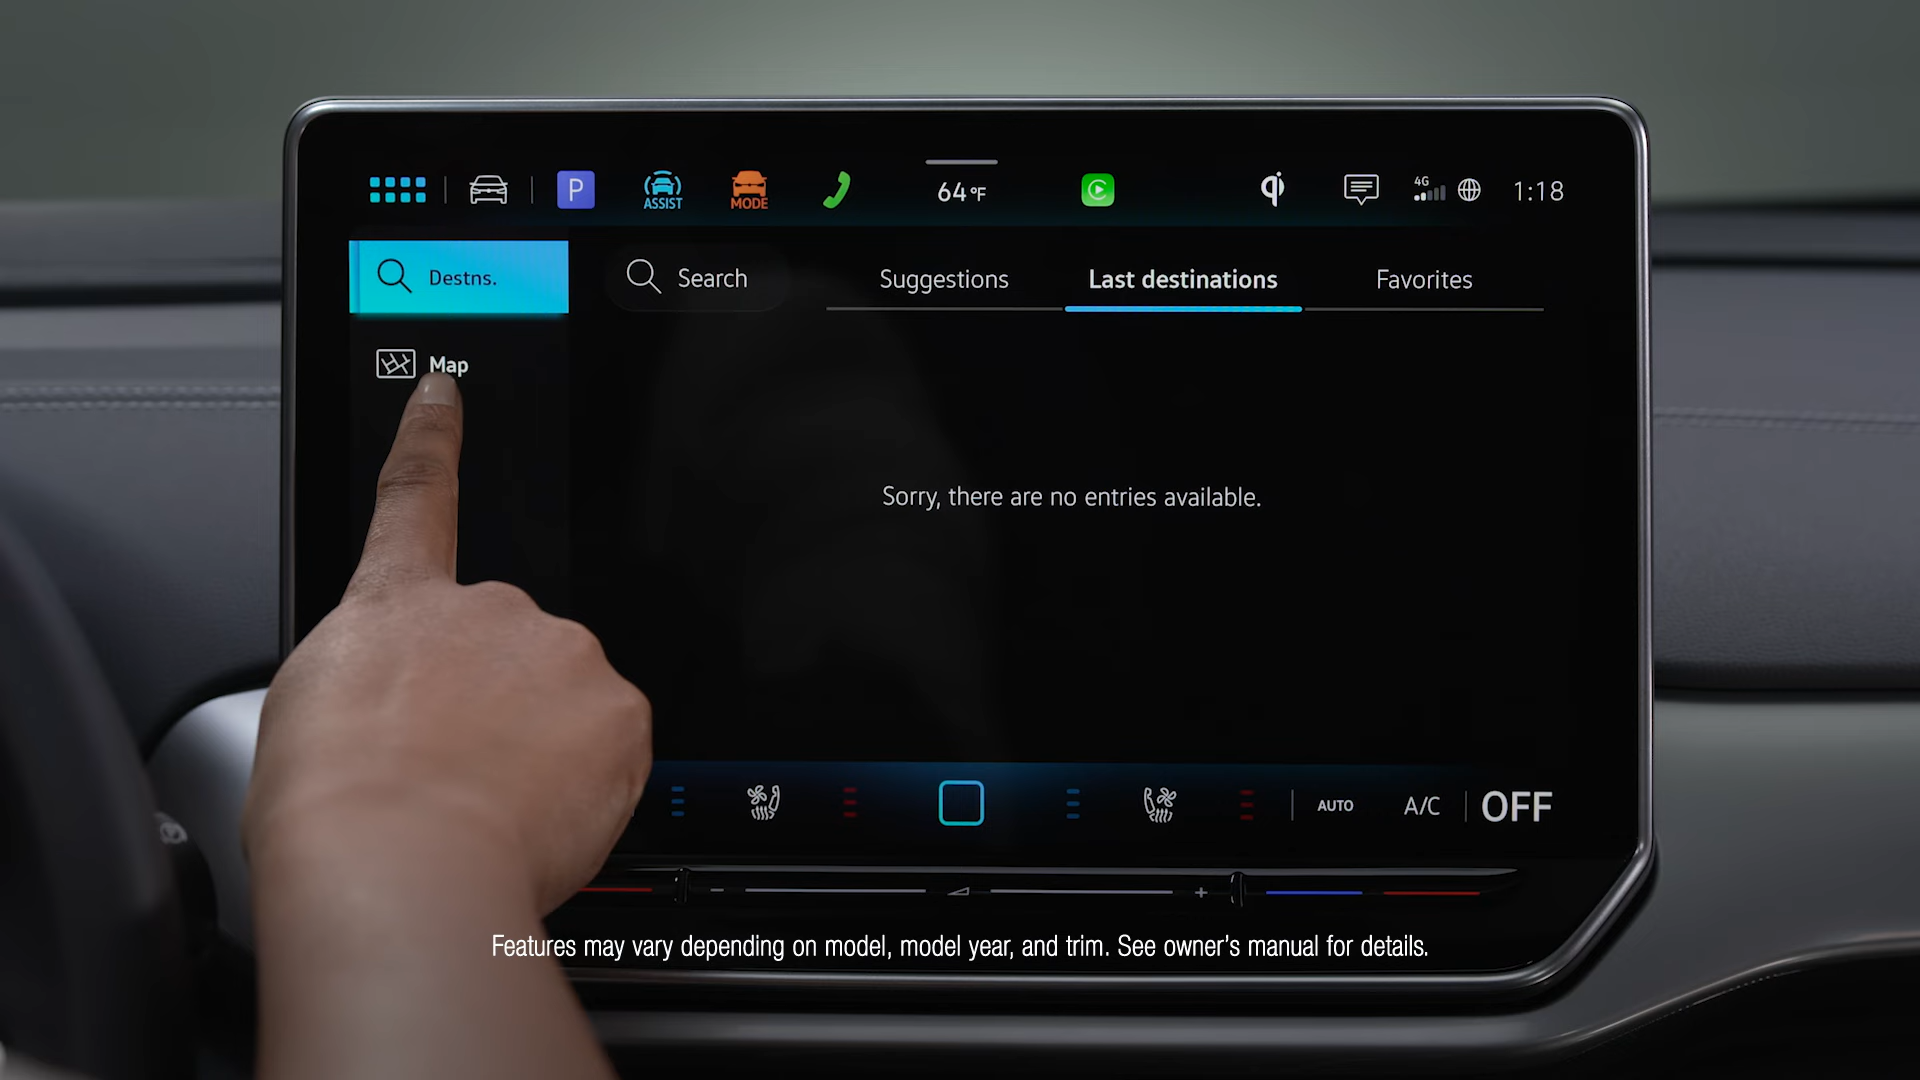 P
ASSIST
MODE
64°F
4G
1:18
Destns.
Search
Suggestions
Last destinations
Favorites
Map
Sorry, there are no entries available.
AUTO
A/C
OFF
Features may vary depending on model, model year, and trim. See owner's manual for details.